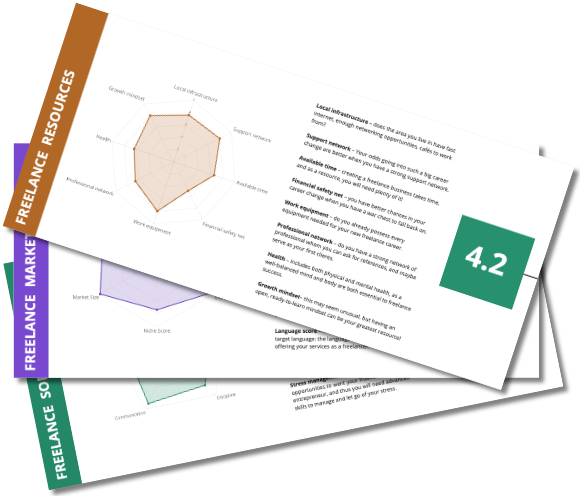 FREELANCE RESOURCES
Growth mindset
Local infrastructure
Support network
Available time
Financial safety net
Work equipment
Professional network
Health
Local infrastructure – does the area you live in have fast
internet, enough networking opportunities, cafés to work
from?
Support network – Your odds going into such a big career
change are better when you have a strong support network.
Available time – creating a freelance business takes time,
and as a resource, you will need plenty of it!
Financial safety net – you have better chances in your
career change when you have a war chest to fall back on.
Work equipment – do you already possess every
equipment needed for your new freelance career.
Professional network – do you have a strong network of
professional whom you can ask for references, and maybe
serve as your first clients.
Health – includes both physical and mental health, as a
well-balanced mind and body are both essential to freelance
success.
Growth mindset– this may seem unusual, but having an
open, ready-to-learn mindset can be your greatest resource!
4.2
FREELANCE MARKE
Market Size
Niche Score
Language score
target language: the langua
offering your services as a freelance
FREELANCE SO
Communication
Discipline
Stress manag
opportunities to work your
entrepreneur, and thus you will need advanced
skills to manage and let go of your stress.